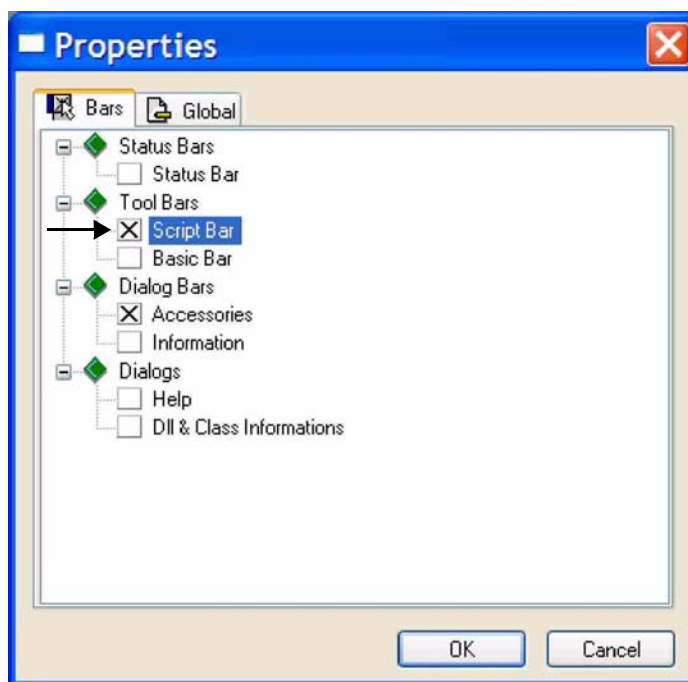 Properties
Bars Global
Status Bars
Status Bar
Tool Bars
Script Bar
Basic Bar
Dialog Bars
Accessories
Information
Dialogs
Help
Dll & Class Informations
OK Cancel